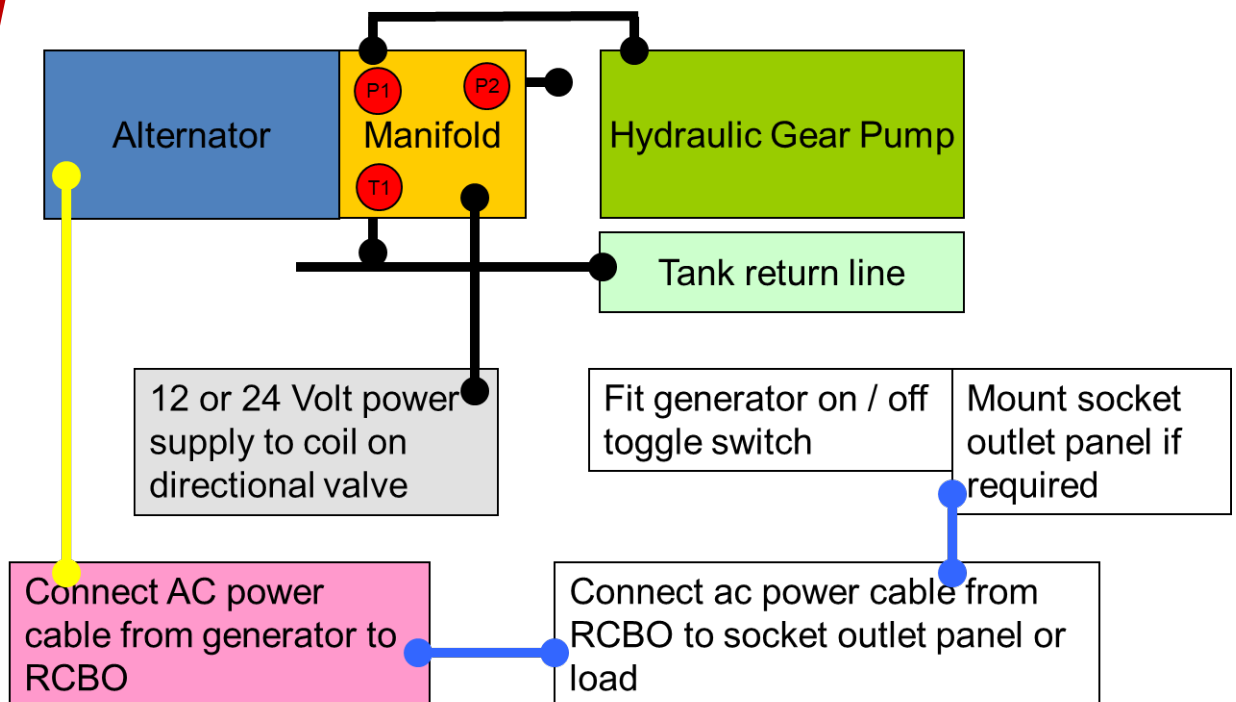 P1
P2
Alternator
Manifold
Hydraulic Gear Pump
T1
Tank return line
12 or 24 Volt power
supply to coil on
directional valve
Fit generator on / off
toggle switch
Mount socket
outlet panel if
required
Connect AC power
cable from generator to
RCBO
Connect ac power cable from
RCBO to socket outlet panel or
load